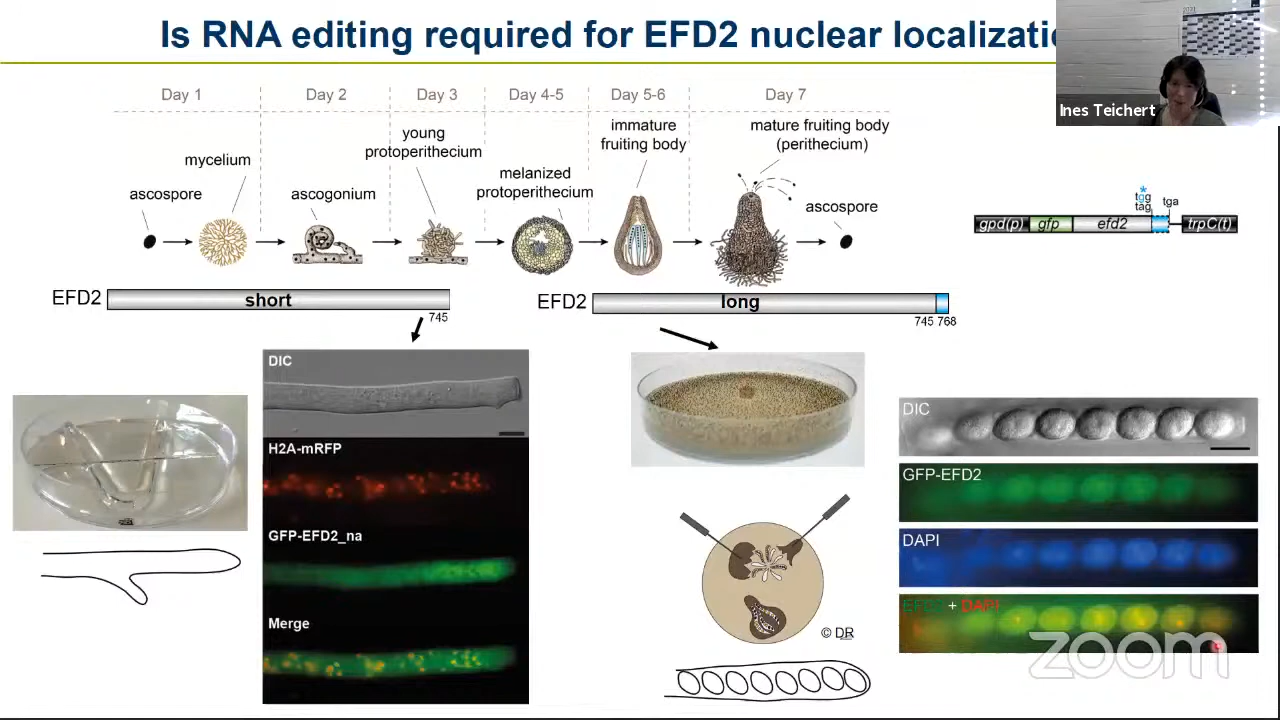 Is RNA editing required for EFD2 nuclear
Ines Teichert
Day 1
Day 2
Day 3
Day 4-5
Day 5-6
Day 7
ascospore
mycelium
ascogonium
young
protoperithecium
melanized
protoperithecium
immature
fruiting body
mature fruiting body
(perithecium)
ascospore
*
tgg
tag
tga
gpd(p) gfp efd2 trpC(t)
EFD2 short
745
EFD2 long
745 768
DIC
H2A-mRFP
GFP-EFD2_na
Merge
© DR
DIC
GFP-EFD2
DAPI
EFD2 + DAPI
zoom